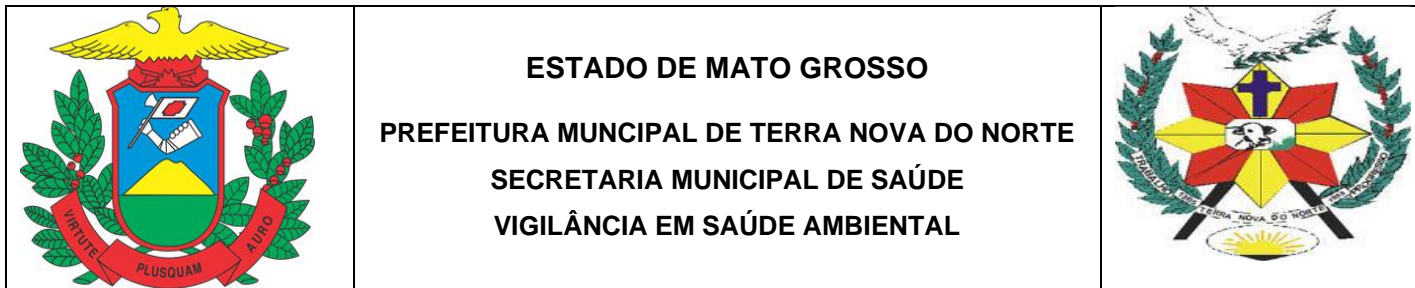 VIRTUTE PLUSQUAM AURO
ESTADO DE MATO GROSSO
PREFEITURA MUNCIPAL DE TERRA NOVA DO NORTE
SECRETARIA MUNICIPAL DE SAÚDE
VIGILÂNCIA EM SAÚDE AMBIENTAL
TRABALHO TERRA NOVA DO NORTE PROGRESSO